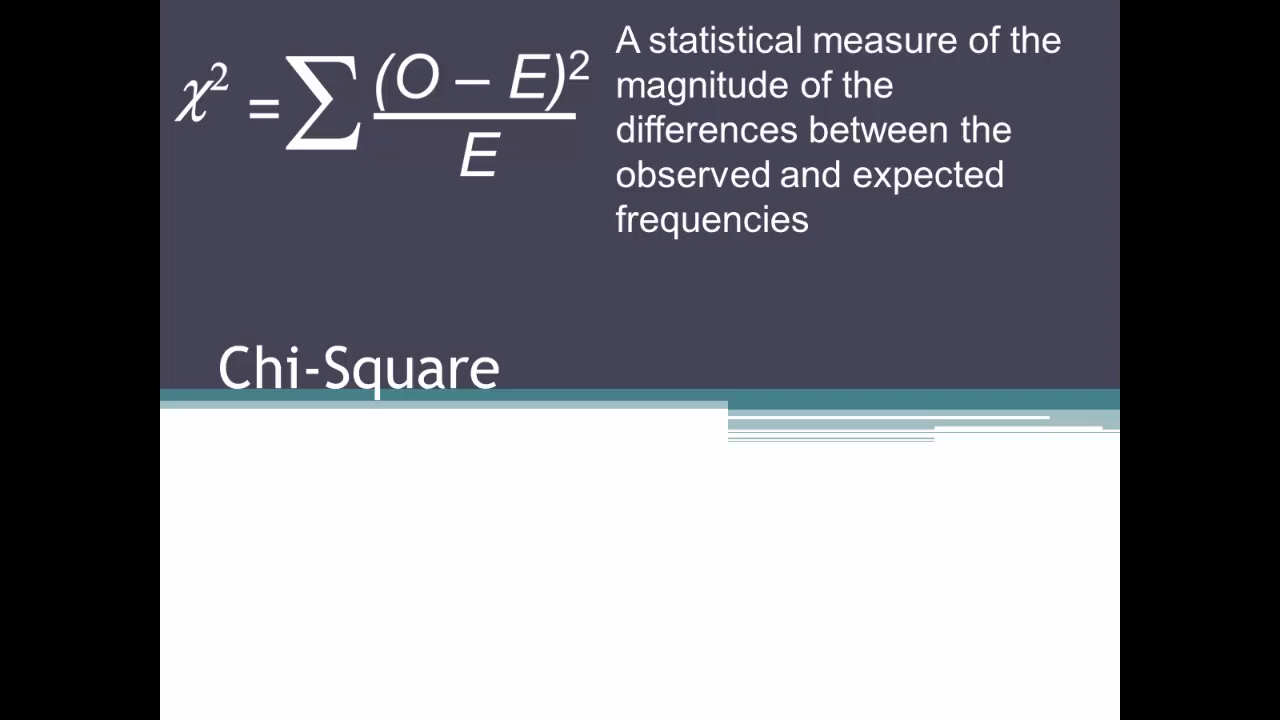 χ² = ∑ (O – E)² / E
A statistical measure of the
magnitude of the
differences between the
observed and expected
frequencies
Chi-Square